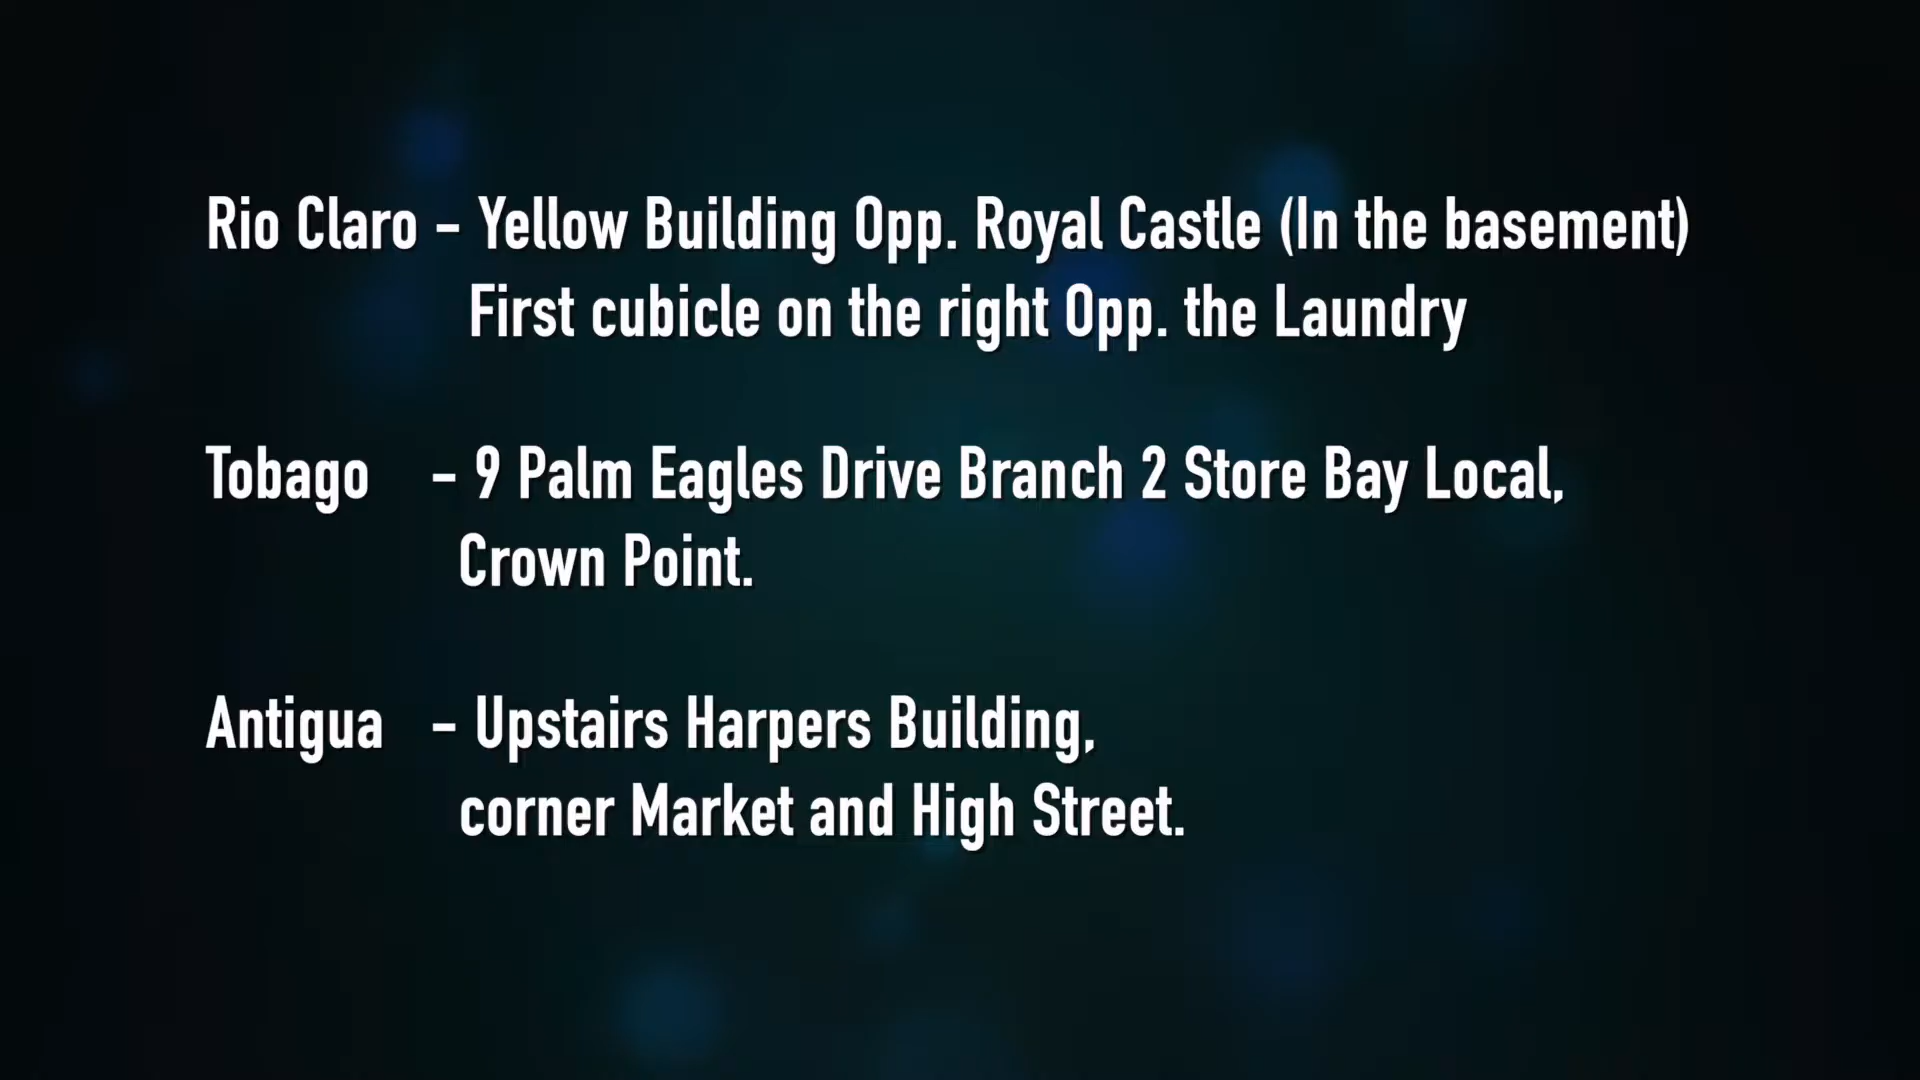 Rio Claro - Yellow Building Opp. Royal Castle (In the basement)
First cubicle on the right Opp. the Laundry
Tobago - 9 Palm Eagles Drive Branch 2 Store Bay Local,
Crown Point.
Antigua - Upstairs Harpers Building,
corner Market and High Street.